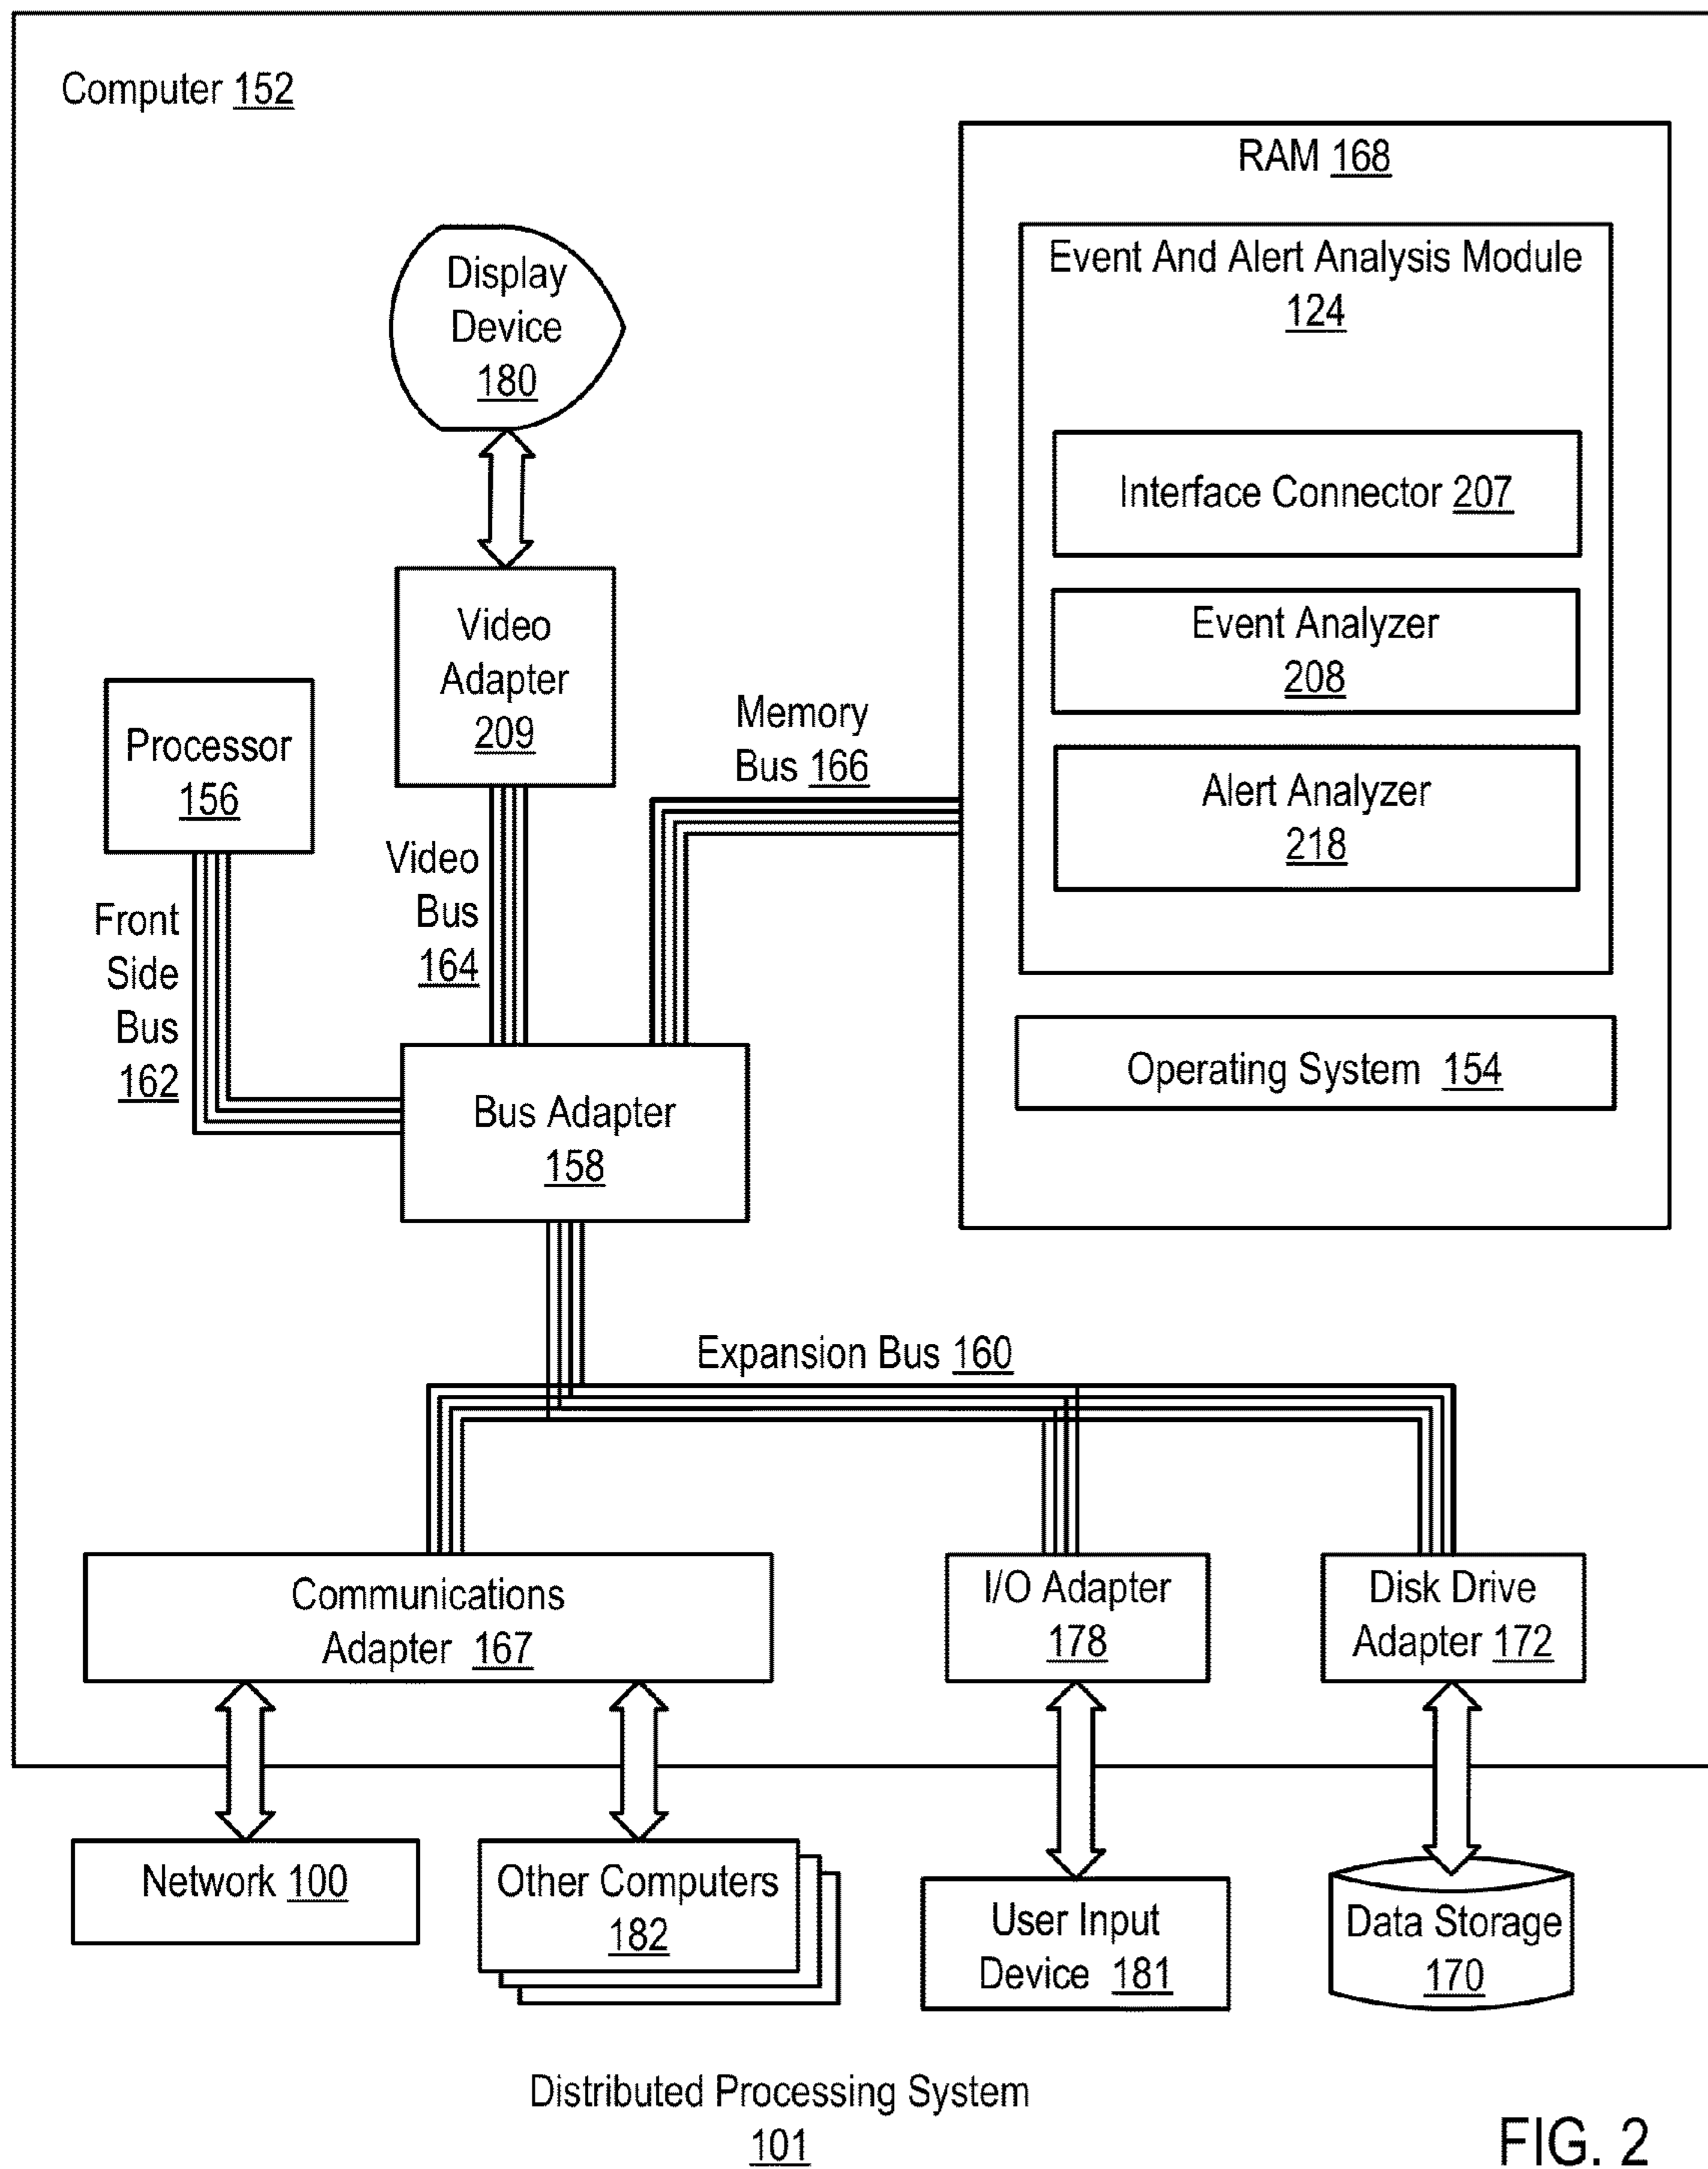 Computer 152
RAM 168
Event And Alert Analysis Module
124
Interface Connector 207
Event Analyzer
208
Alert Analyzer
218
Operating System 154
Display
Device
180
Video
Adapter
209
Processor
156
Memory
Bus 166
Video
Bus
164
Front
Side
Bus
162
Bus Adapter
158
Expansion Bus 160
Communications
Adapter 167
I/O Adapter
178
Disk Drive
Adapter 172
Network 100
Other Computers
182
User Input
Device 181
Data Storage
170
Distributed Processing System
101
FIG. 2